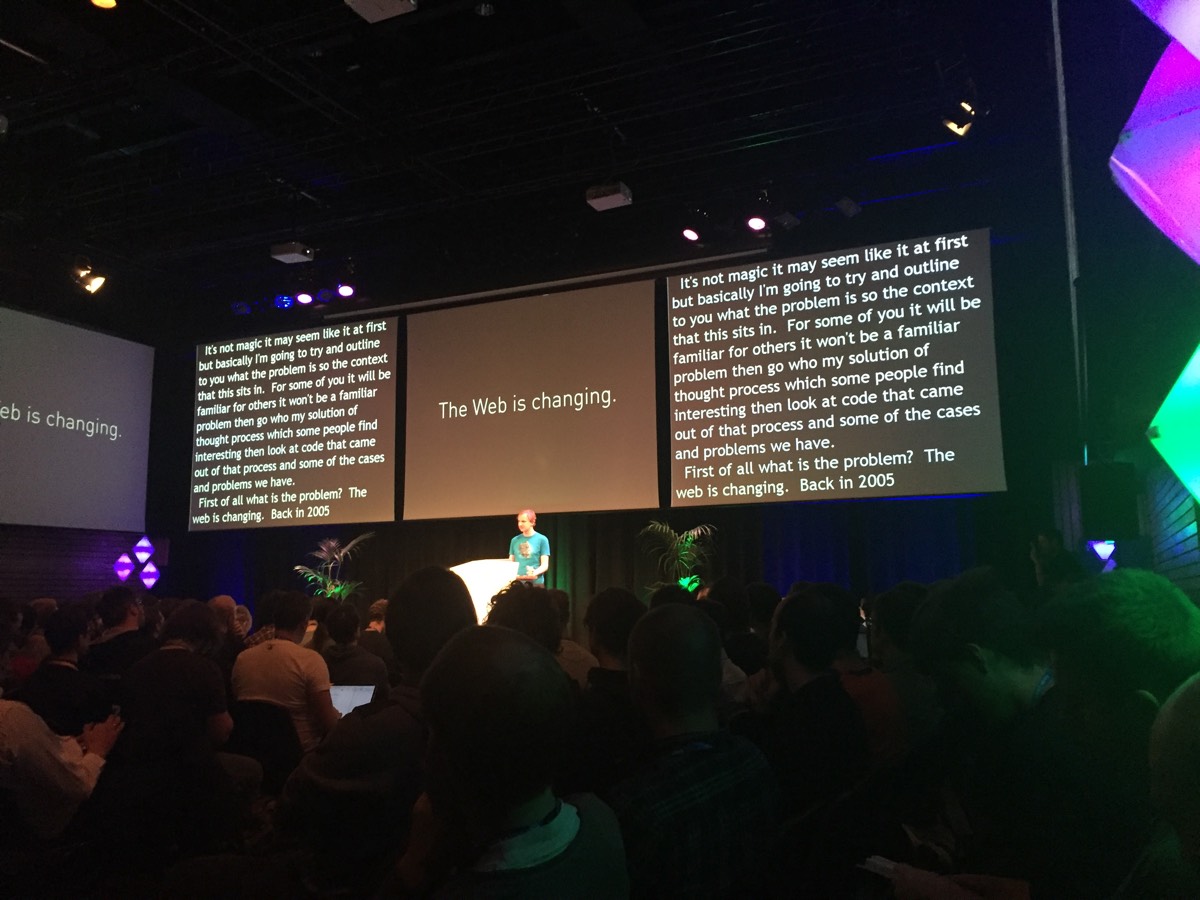 eb is changing.
It's not magic it may seem like it at first
but basically I'm going to try and outline
to you what the problem is so the context
that this sits in.  For some of you it will be
familiar for others it won't be a familiar
problem then go who my solution of
thought process which some people find
interesting then look at code that came
out of that process and some of the cases
and problems we have.
First of all what is the problem?  The
web is changing.  Back in 2005
The Web is changing.
It's not magic it may seem like it at first
but basically I'm going to try and outline
to you what the problem is so the context
that this sits in.  For some of you it will be
familiar for others it won't be a familiar
problem then go who my solution of
thought process which some people find
interesting then look at code that came
out of that process and some of the cases
and problems we have.
First of all what is the problem?  The
web is changing.  Back in 2005